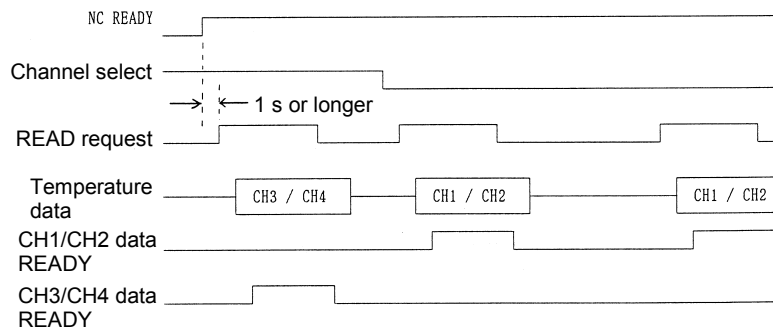 NC READY
Channel select
1 s or longer
READ request
Temperature
data
CH3 / CH4
CH1 / CH2
CH1 / CH2
CH1/CH2 data
READY
CH3/CH4 data
READY